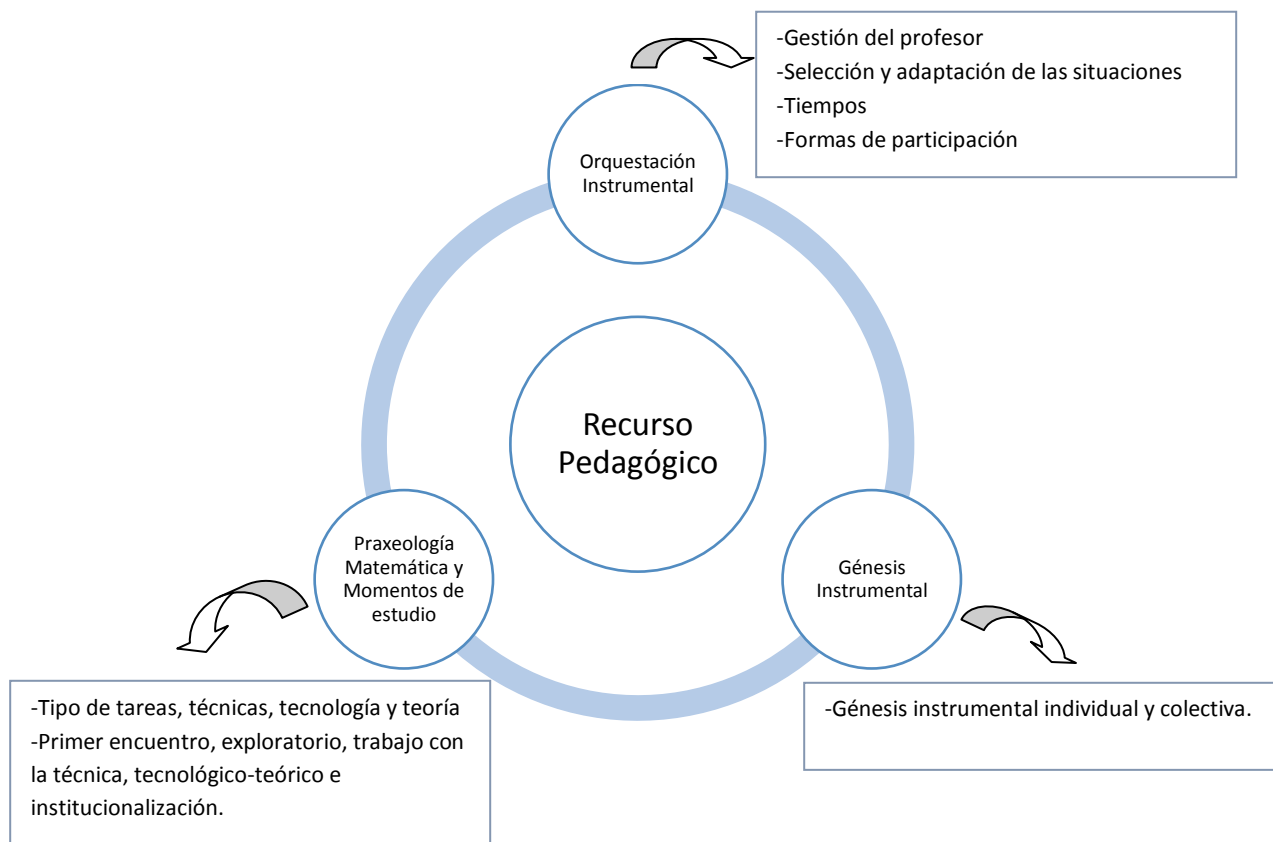 -Gestión del profesor
-Selección y adaptación de las situaciones
-Tiempos
-Formas de participación
Orquestación
Instrumental
Recurso
Pedagógico
Praxeología
Matemática y
Momentos de
estudio
Génesis
Instrumental
-Tipo de tareas, técnicas, tecnología y teoría
-Primer encuentro, exploratorio, trabajo con
la técnica, tecnológico-teórico e
institucionalización.
-Génesis instrumental individual y colectiva.